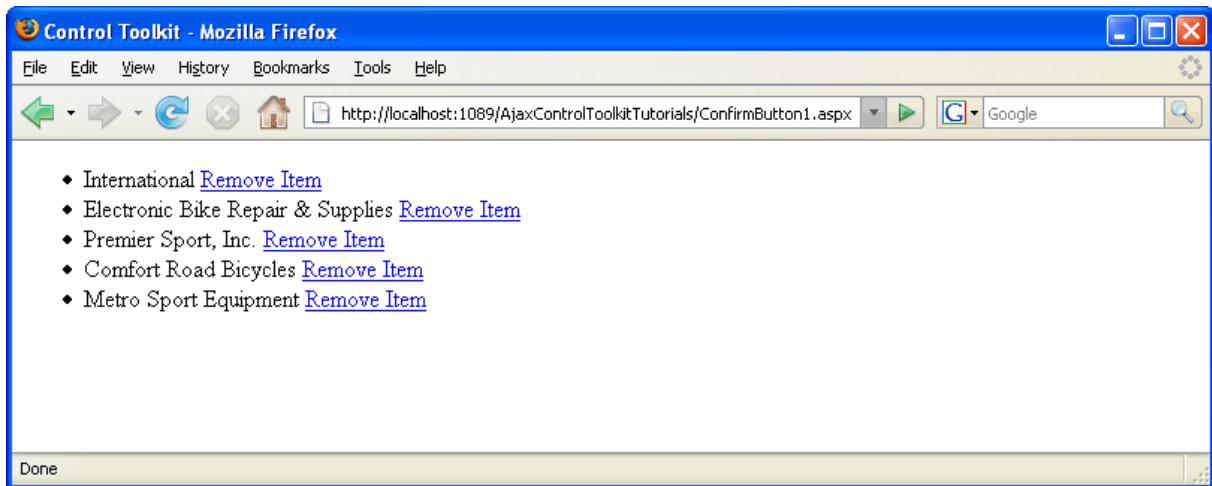 Control Toolkit - Mozilla Firefox
File Edit View History Bookmarks Tools Help
http://localhost:1089/AjaxControlToolkitTutorials/ConfirmButton1.aspx G Google
• International Remove Item
• Electronic Bike Repair & Supplies Remove Item
• Premier Sport, Inc. Remove Item
• Comfort Road Bicycles Remove Item
• Metro Sport Equipment Remove Item
Done